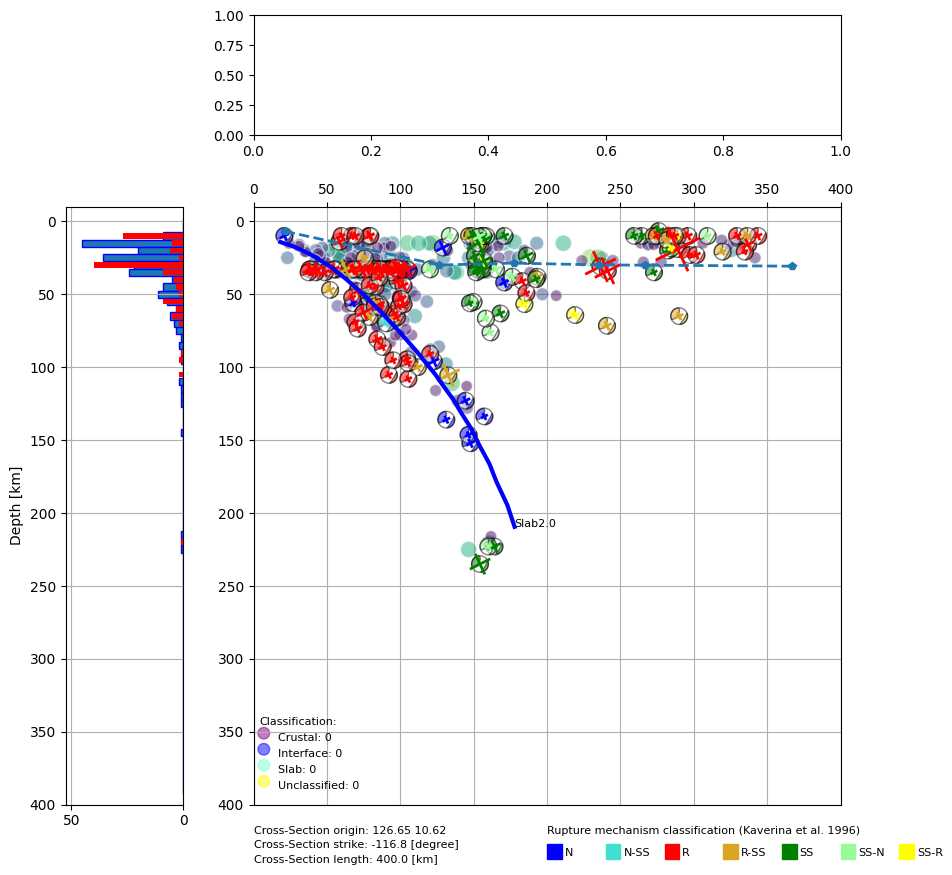 1.00
0.75
0.50
0.25
0.00
0.0 0.2 0.4 0.6 0.8 1.0
0 50 100 150 200 250 300 350 400
0 0
50 50
100 100
150 150
200 200
250 250
300 300
350 350
400 400
Depth [km]
50 0
Slab2.0
Classification:
Crustal: 0
Interface: 0
Slab: 0
Unclassified: 0
Cross-Section origin: 126.65 10.62
Cross-Section strike: -116.8 [degree]
Cross-Section length: 400.0 [km]
Rupture mechanism classification (Kaverina et al. 1996)
N N-SS R R-SS SS SS-N SS-R